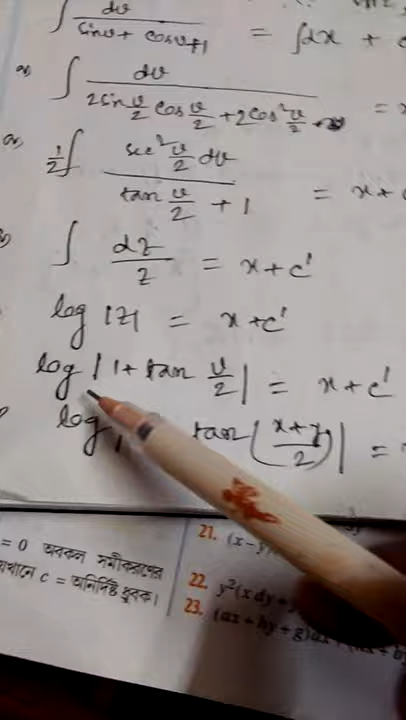 ∫ dv / (sinv + cosv+1) = ∫dx + c
or) ∫ dv / (2sin v/2 cos v/2 + 2cos² v/2) =
or, 1/2 ∫ sec² v/2 dv / (tan v/2 + 1) = x+c
∫ dz / z = x+c'
log |z| = x+c'
log | 1+ tan v/2 | = x+c'
log | tan ( (x+y)/2 ) | =
= 0 অবকল সমীকরণের
c = অনির্দিষ্ট ধ্রুবক।
21. (x-y)
22. y²(x dy + y
23. (ax + by + g)dx +